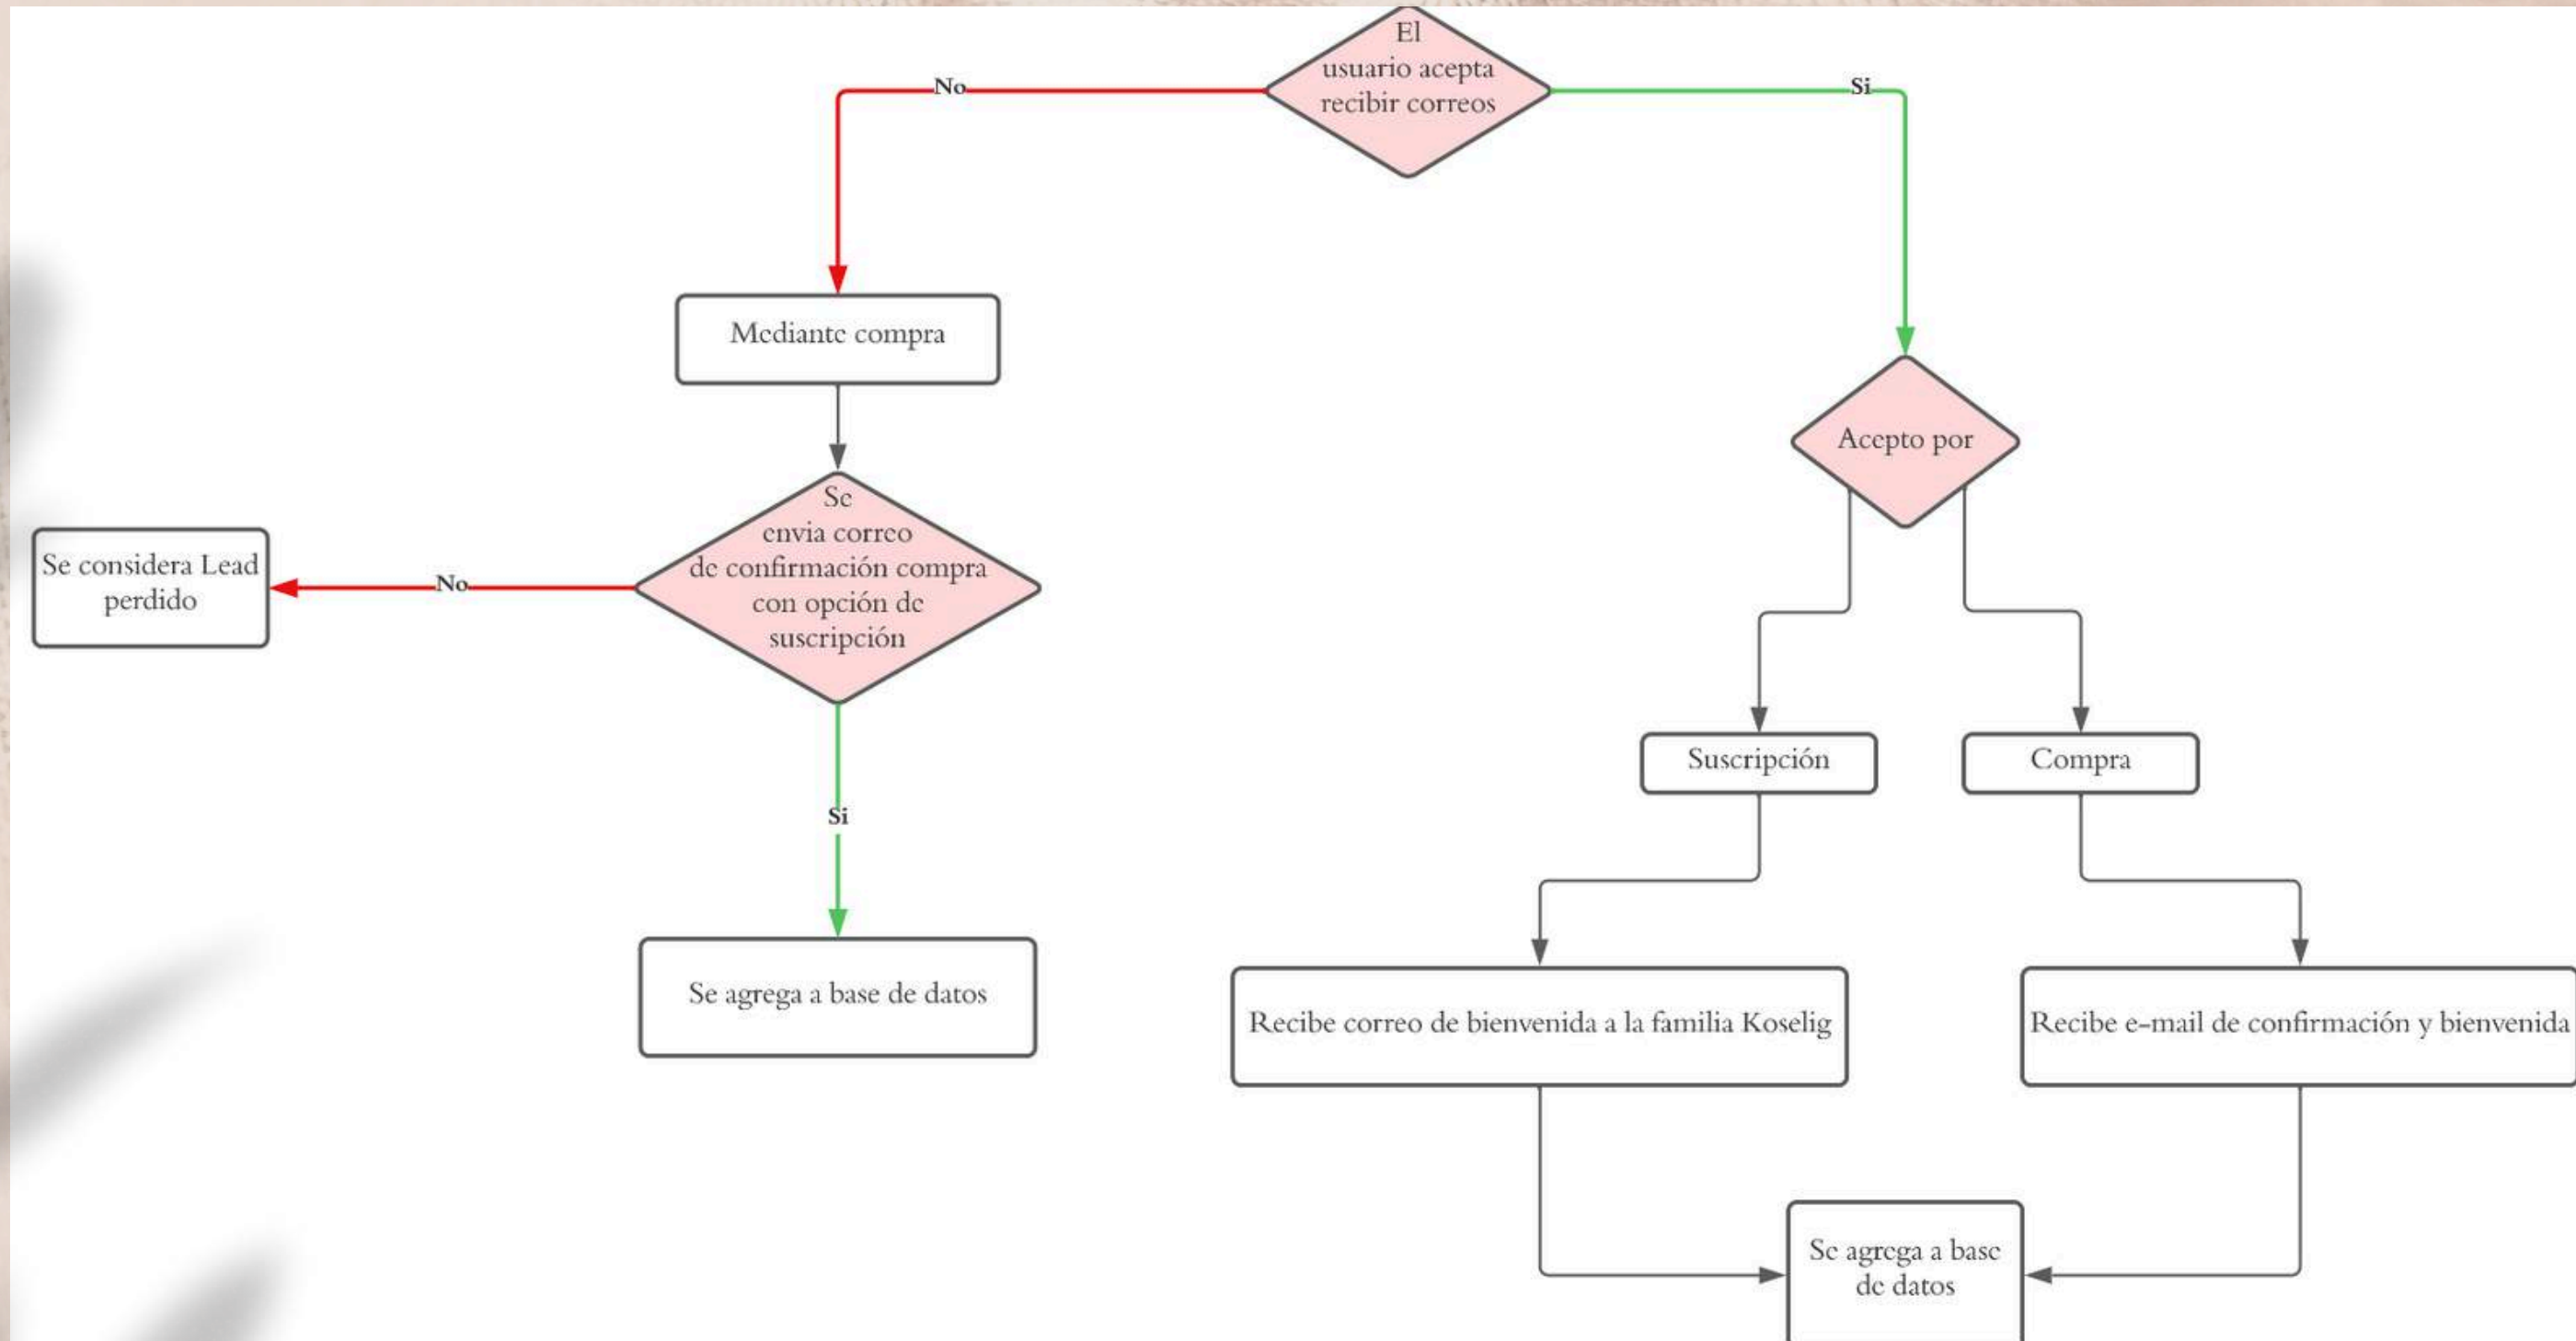 El
usuario acepta
recibir correos
No
Si
Mediante compra
Acepto por
Se
envia correo
de confirmación compra
con opción de
suscripción
Se considera Lead
perdido
No
Suscripción
Compra
Si
Se agrega a base de datos
Recibe correo de bienvenida a la familia Koselig
Recibe e-mail de confirmación y bienvenida
Se agrega a base
de datos